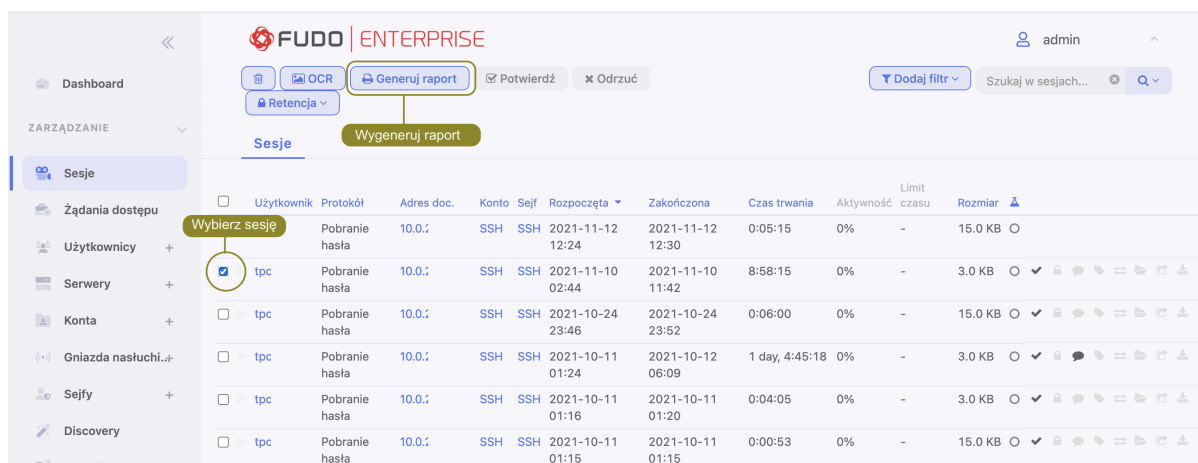 FUDO ENTERPRISE
admin
OCR Generuj raport Potwierdź Odrzuć Dodaj filtr Szukaj w sesjach...
Retencja
Wygeneruj raport
Dashboard
ZARZĄDZANIE
Sesje
Żądania dostępu
Użytkownicy +
Serwery +
Konta +
Gniazda nasłuchi..+
Sejfy +
Discovery
Sesje
Użytkownik Protokół Adres doc. Konto Sejf Rozpoczęta Zakończona Czas trwania Aktywność Limit czasu Rozmiar
Wybierz sesję
Pobranie hasła 10.0.2 SSH SSH 2021-11-12 12:24 2021-11-12 12:30 0:05:15 0% - 15.0 KB
tpc Pobranie hasła 10.0.2 SSH SSH 2021-11-10 02:44 2021-11-10 11:42 8:58:15 0% - 3.0 KB
tpc Pobranie hasła 10.0.2 SSH SSH 2021-10-24 23:46 2021-10-24 23:52 0:06:00 0% - 15.0 KB
tpc Pobranie hasła 10.0.2 SSH SSH 2021-10-11 01:24 2021-10-12 06:09 1 day, 4:45:18 0% - 3.0 KB
tpc Pobranie hasła 10.0.2 SSH SSH 2021-10-11 01:16 2021-10-11 01:20 0:04:05 0% - 3.0 KB
tpc Pobranie hasła 10.0.2 SSH SSH 2021-10-11 01:15 2021-10-11 01:15 0:00:53 0% - 15.0 KB